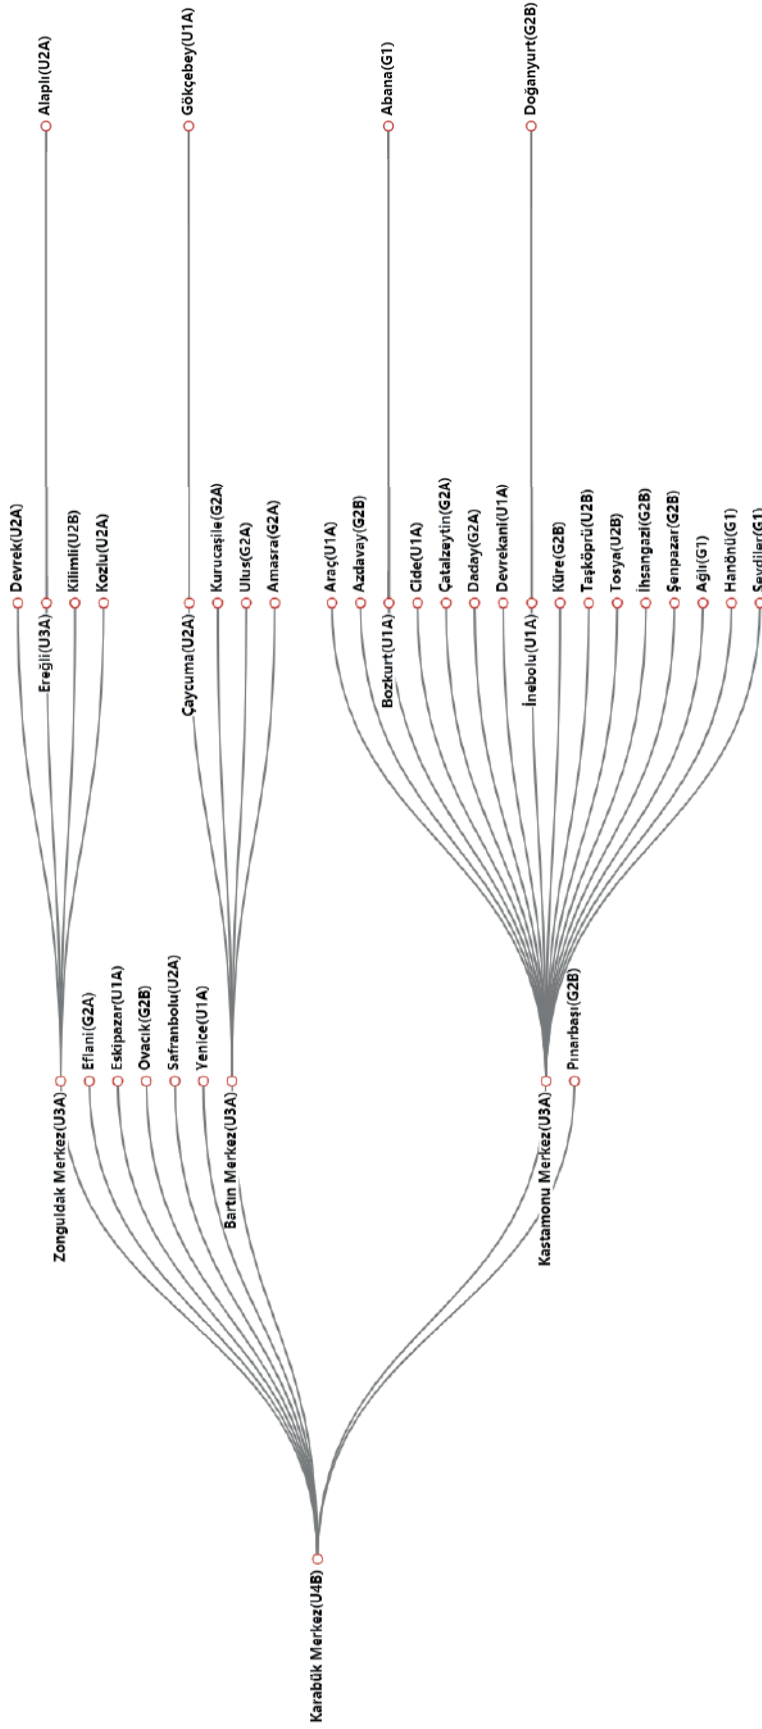 Alaplı(U2A)
Gökçebey(U1A)
Abana(G1)
Doğanyurt(G2B)
Devrek(U2A)
Ereğli(U3A)
Kilimli(U2B)
Kozlu(U2A)
Çaycuma(U2A)
Kurucaşile(G2A)
Ulus(G2A)
Amasra(G2A)
Araç(U1A)
Azdavay(G2B)
Bozkurt(U1A)
Cide(U1A)
Çatalzeytin(G2A)
Daday(G2A)
Devrekani(U1A)
İnebolu(U1A)
Küre(G2B)
Taşköprü(U2B)
Tosya(U2B)
İhsangazi(G2B)
Şenpazar(G2B)
Ağlı(G1)
Hanönü(G1)
Seydiler(G1)
Zonguldak Merkez(U3A)
Eflani(G2A)
Eskipazar(U1A)
Ovacık(G2B)
Safranbolu(U2A)
Yenice(U1A)
Bartın Merkez(U3A)
Kastamonu Merkez(U3A)
Pınarbaşı(G2B)
Karabük Merkez(U4B)